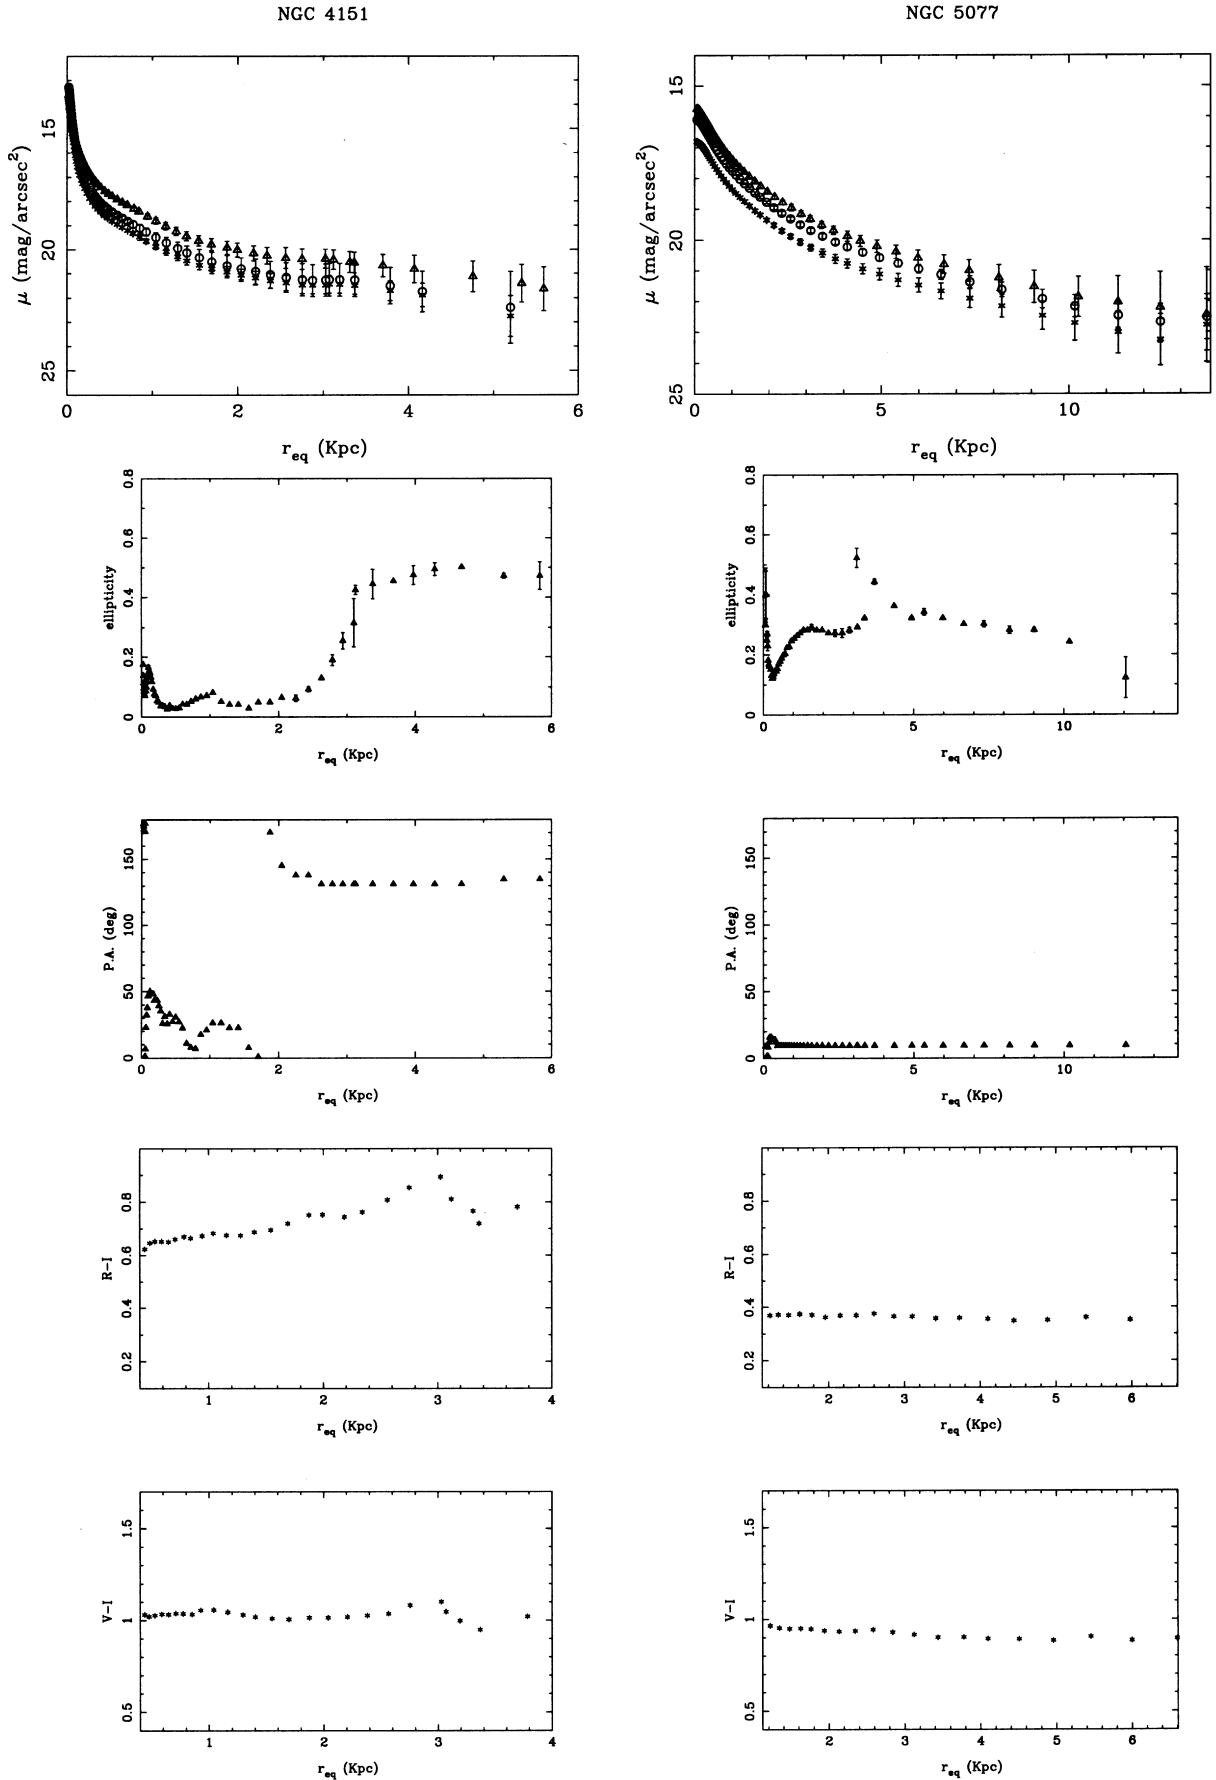 NGC 4151
NGC 5077
μ (mag/arcsec²)
15
20
25
0 2 4 6
r_eq (Kpc)
μ (mag/arcsec²)
15
20
25
0 5 10
r_eq (Kpc)
ellipticity
0.8
0.6
0.4
0.2
0
0 2 4 6
r_eq (Kpc)
ellipticity
0.8
0.6
0.4
0.2
0
0 5 10
r_eq (Kpc)
P.A. (deg)
150
100
50
0
0 2 4 6
r_eq (Kpc)
P.A. (deg)
150
100
50
0
0 5 10
r_eq (Kpc)
R-I
0.8
0.6
0.4
0.2
1 2 3 4
r_eq (Kpc)
R-I
0.8
0.6
0.4
0.2
2 3 4 5 6
r_eq (Kpc)
V-I
1.5
1
0.5
1 2 3 4
r_eq (Kpc)
V-I
1.5
1
0.5
2 3 4 5 6
r_eq (Kpc)